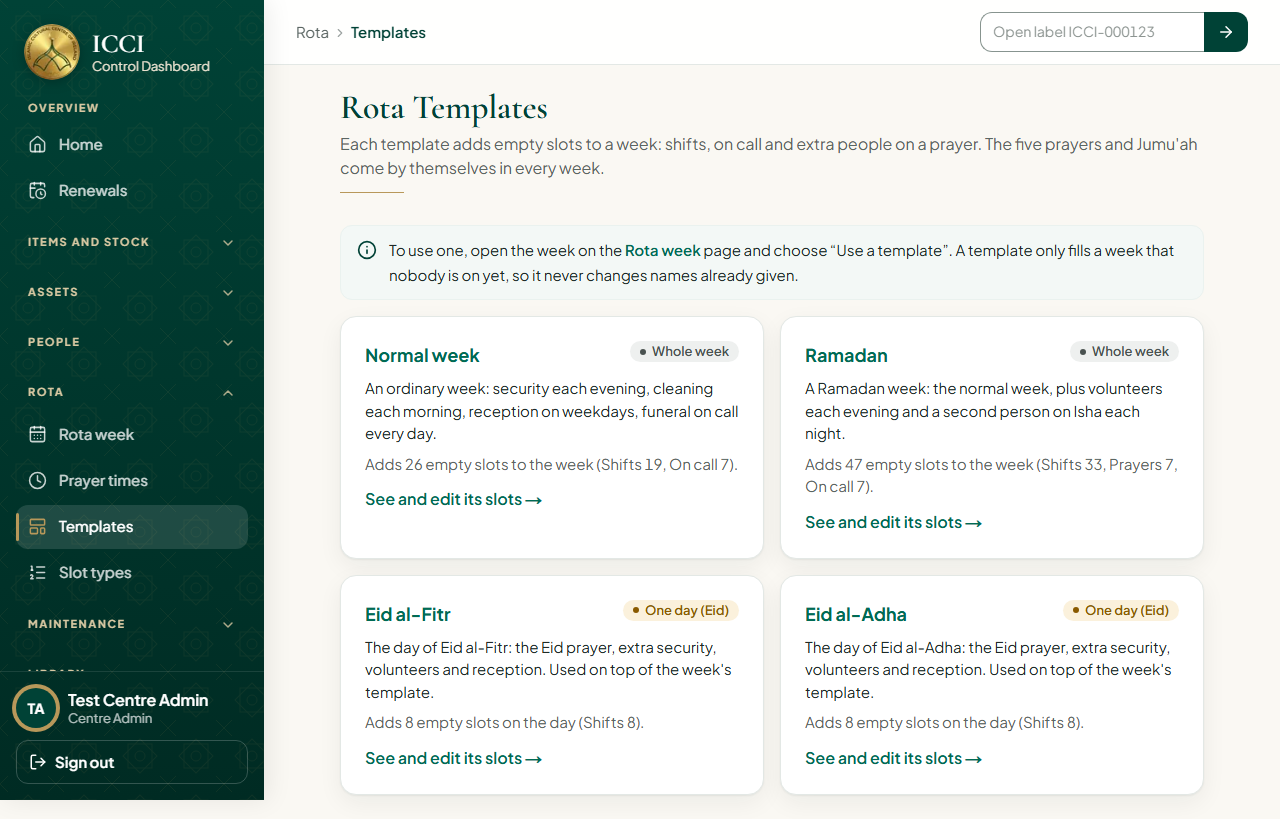 ICCI
Control Dashboard
OVERVIEW
Home
Renewals
ITEMS AND STOCK
ASSETS
PEOPLE
ROTA
Rota week
Prayer times
Templates
Slot types
MAINTENANCE
TA
Test Centre Admin
Centre Admin
Sign out
Rota › Templates
Open label ICCI-000123
Rota Templates
Each template adds empty slots to a week: shifts, on call and extra people on a prayer. The five prayers and Jumu'ah
come by themselves in every week.
To use one, open the week on the Rota week page and choose “Use a template”. A template only fills a week that
nobody is on yet, so it never changes names already given.
Normal week
Whole week
An ordinary week: security each evening, cleaning
each morning, reception on weekdays, funeral on call
every day.
Adds 26 empty slots to the week (Shifts 19, On call 7).
See and edit its slots →
Ramadan
Whole week
A Ramadan week: the normal week, plus volunteers
each evening and a second person on Isha each
night.
Adds 47 empty slots to the week (Shifts 33, Prayers 7,
On call 7).
See and edit its slots →
Eid al-Fitr
One day (Eid)
The day of Eid al-Fitr: the Eid prayer, extra security,
volunteers and reception. Used on top of the week's
template.
Adds 8 empty slots on the day (Shifts 8).
See and edit its slots →
Eid al-Adha
One day (Eid)
The day of Eid al-Adha: the Eid prayer, extra security,
volunteers and reception. Used on top of the week's
template.
Adds 8 empty slots on the day (Shifts 8).
See and edit its slots →